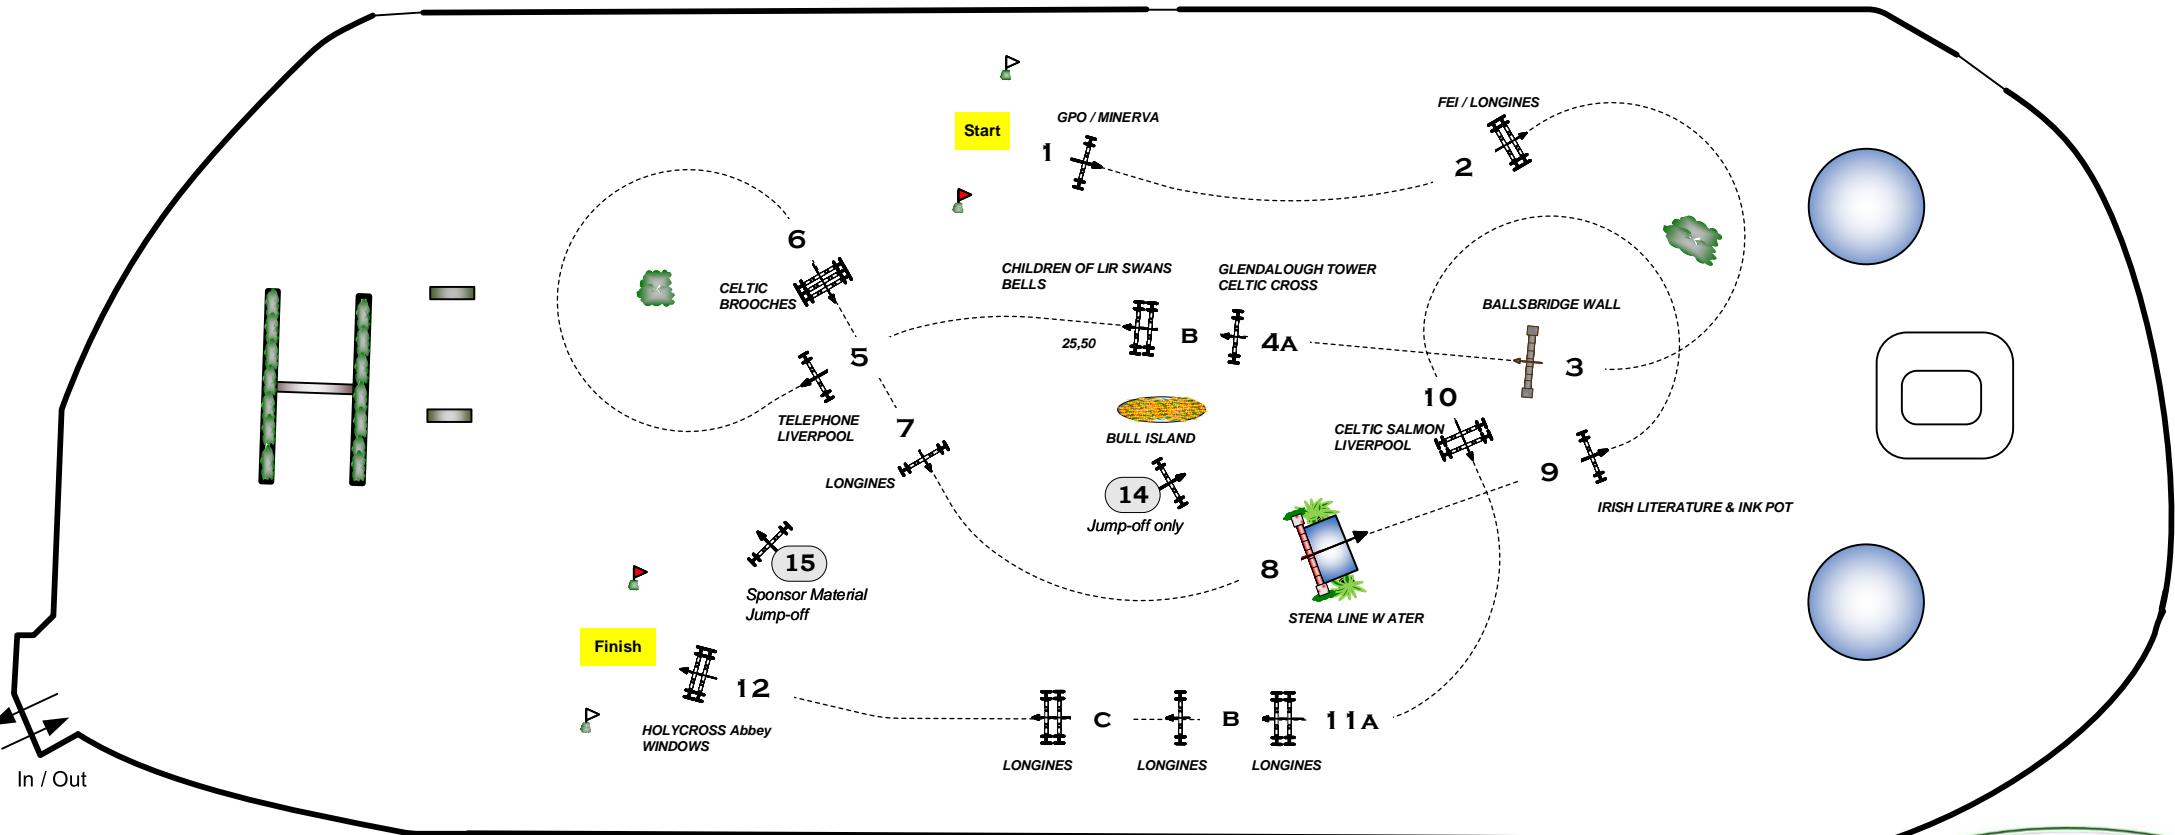 Start
GPO / MINERVA
1
FEI / LONGINES
2
6
CELTIC
BROOCHES
5
TELEPHONE
LIVERPOOL
7
LONGINES
CHILDREN OF LIR SWANS
BELLS
25,50
B
GLENDALOUGH TOWER
CELTIC CROSS
4A
BALLSBRIDGE WALL
3
BULL ISLAND
14
Jump-off only
10
CELTIC SALMON
LIVERPOOL
9
IRISH LITERATURE & INK POT
8
STENA LINE W ATER
15
Sponsor Material
Jump-off
Finish
12
HOLYCROSS Abbey
WINDOWS
C
B
11A
LONGINES
LONGINES
LONGINES
In / Out